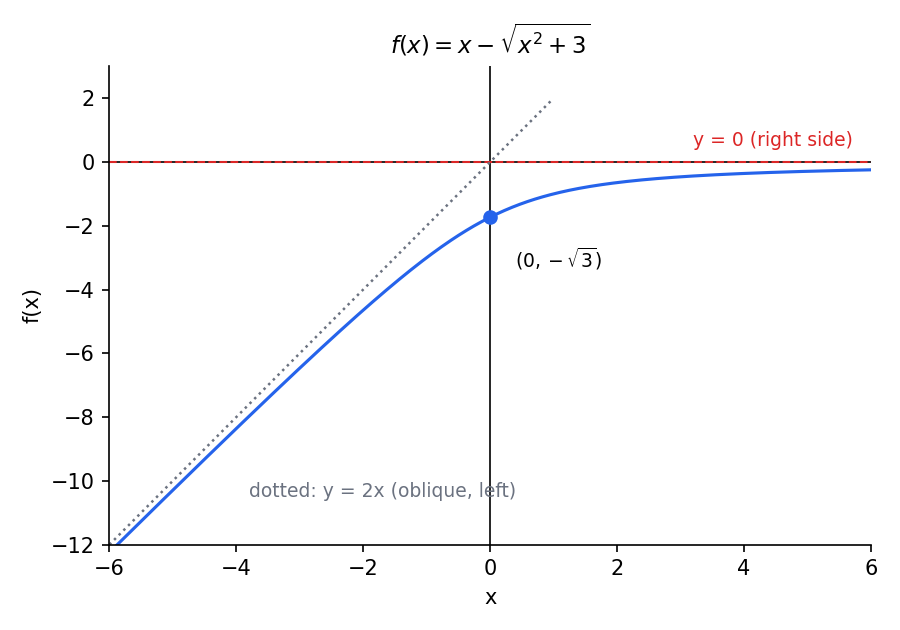 f(x) = x − √(x² + 3)
2
y = 0 (right side)
0
−2
(0, −√3)
−4
f(x)
−6
−8
−10
dotted: y = 2x (oblique, left)
−12
−6 −4 −2 0 2 4 6
x